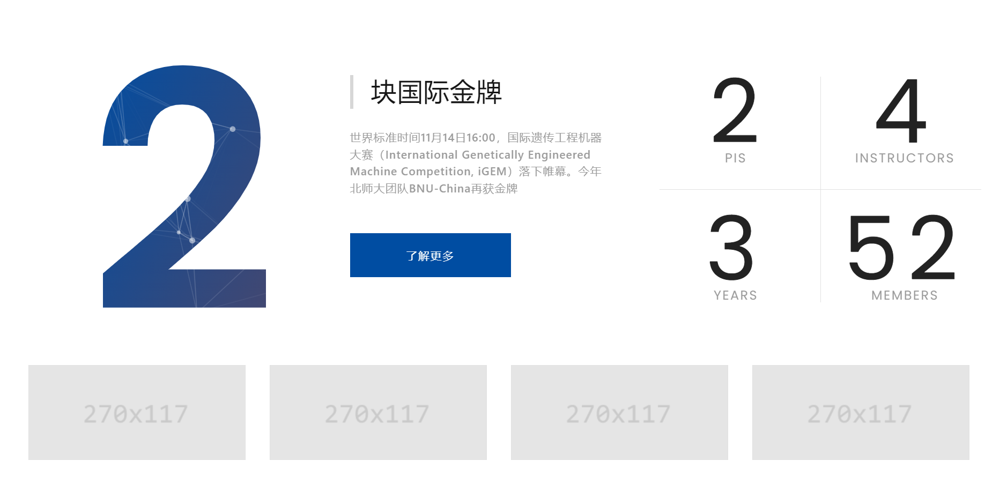 2
块国际金牌
世界标准时间11月14日16:00，国际遗传工程机器
大赛（International Genetically Engineered
Machine Competition, iGEM）落下帷幕。今年
北师大团队BNU-China再获金牌
了解更多
2
PIS
4
INSTRUCTORS
3
YEARS
52
MEMBERS
270x117
270x117
270x117
270x117